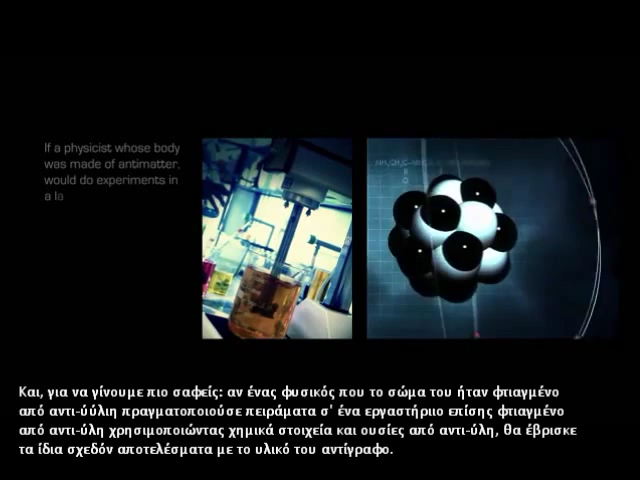 If a physicist whose body
was made of antimatter,
would do experiments in
a la
Και, για να γίνουμε πιο σαφείς: αν ένας φυσικός που το σώμα του ήταν φτιαγμένο
από αντι-ύύλιη πραγματοποιούσε πειράματα σ' ένα εργαστήριιο επίσης φτιαγμένο
από αντι-ύλη χρησιμοποιώντας χημικά στοιχεία και ουσίες από αντι-ύλη, θα έβρισκε
τα ίδια σχεδόν αποτελέσματα με το υλικό του αντίγραφο.